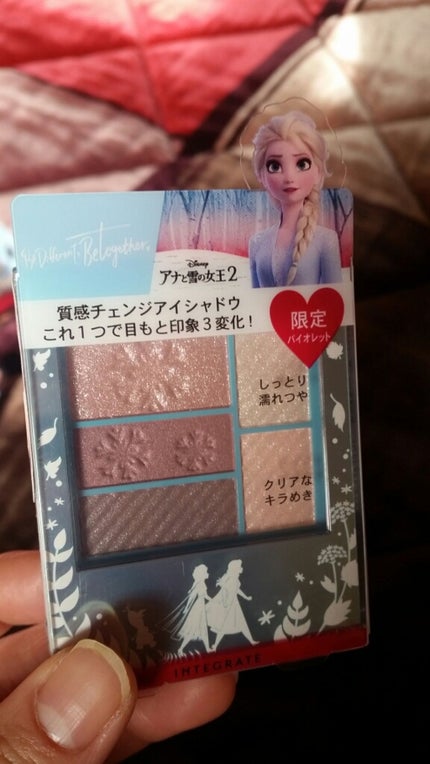 Be Different, Be together.
Disney
アナと雪の女王2
質感チェンジアイシャドウ
これ1つで目もと印象3変化!
限定
バイオレット
しっとり
濡れつや
クリアな
キラめき
INTEGRATE